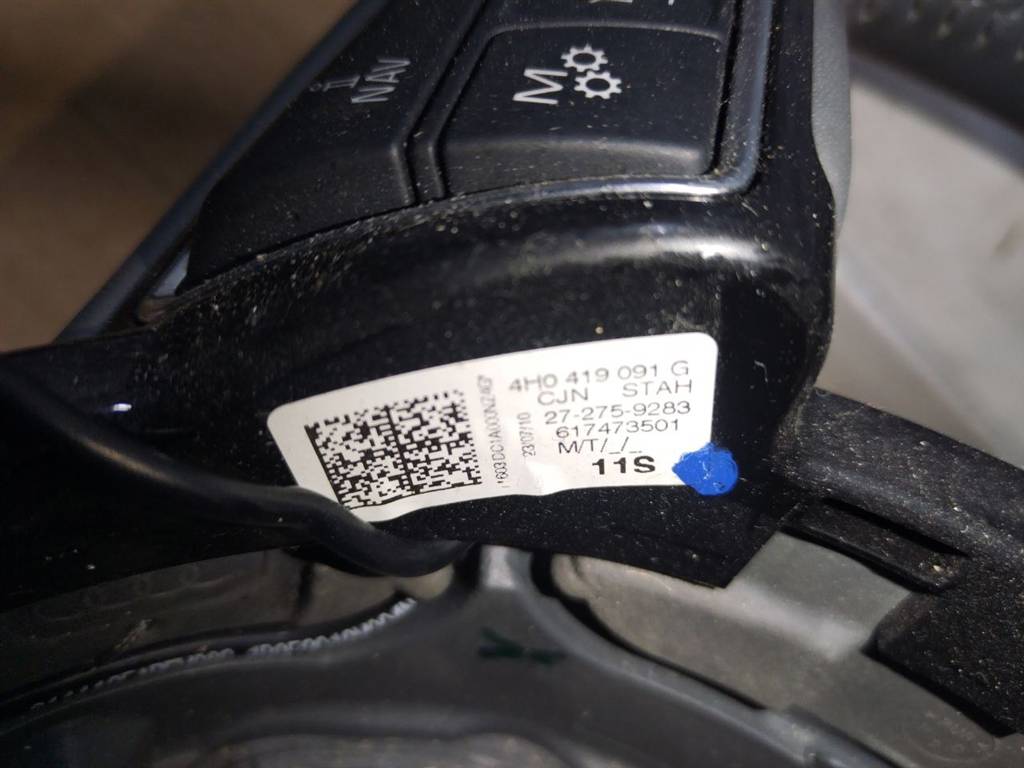 NAV
M
4H0 419 091 G
CJN STAH
27-275-9283
617473501
M/T/_/_
11S
23/07/10